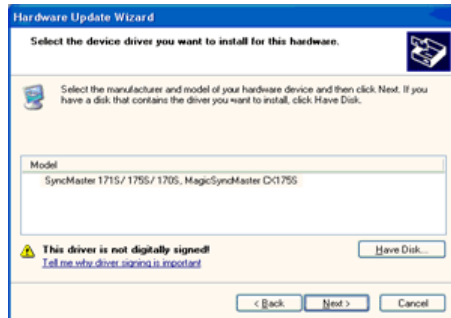 Hardware Update Wizard
Select the device driver you want to install for this hardware.
Select the manufacturer and model of your hardware device and then click Next. If you
have a disk that contains the driver you want to install, click Have Disk.
Model
SyncMaster 171S/ 175S/ 170S, MagicSyncMaster CX175S
This driver is not digitally signed!
Tell me why driver signing is important
Have Disk...
< Back
Next >
Cancel